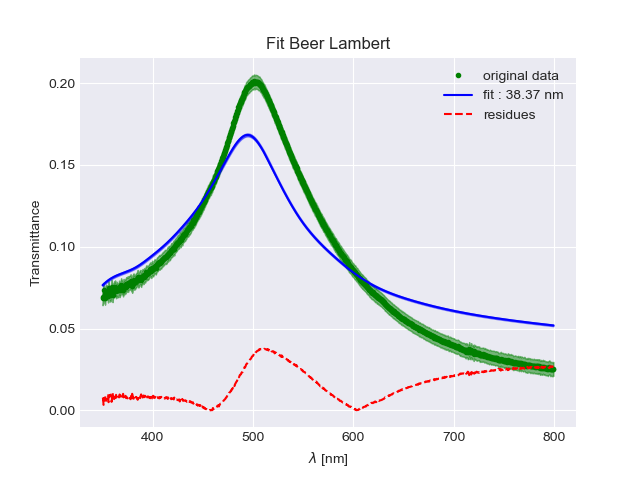 Fit Beer Lambert
original data
fit : 38.37 nm
residues
Transmittance
0.20
0.15
0.10
0.05
0.00
400 500 600 700 800
λ [nm]